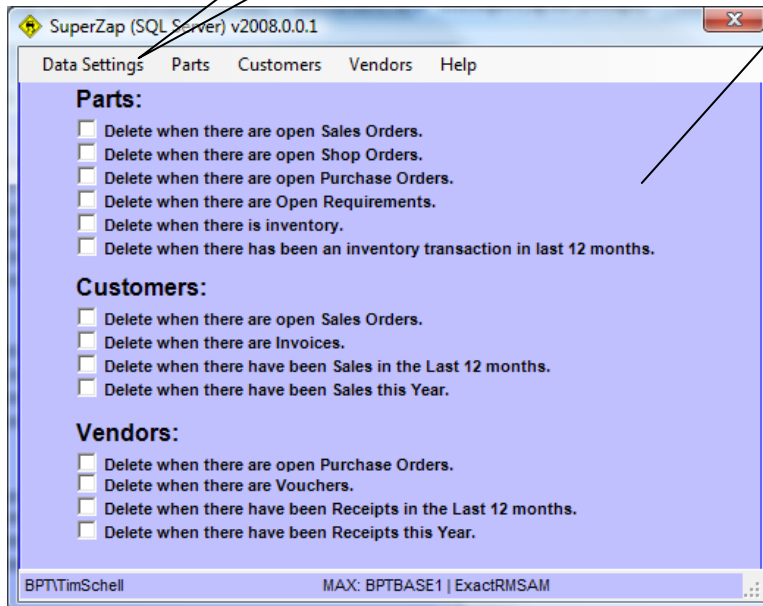 SuperZap (SQL Server) v2008.0.0.1
Data Settings Parts Customers Vendors Help
Parts:
Delete when there are open Sales Orders.
Delete when there are open Shop Orders.
Delete when there are open Purchase Orders.
Delete when there are Open Requirements.
Delete when there is inventory.
Delete when there has been an inventory transaction in last 12 months.
Customers:
Delete when there are open Sales Orders.
Delete when there are Invoices.
Delete when there have been Sales in the Last 12 months.
Delete when there have been Sales this Year.
Vendors:
Delete when there are open Purchase Orders.
Delete when there are Vouchers.
Delete when there have been Receipts in the Last 12 months.
Delete when there have been Receipts this Year.
BPT\TimSchell MAX: BPTBASE1 | ExactRMSAM